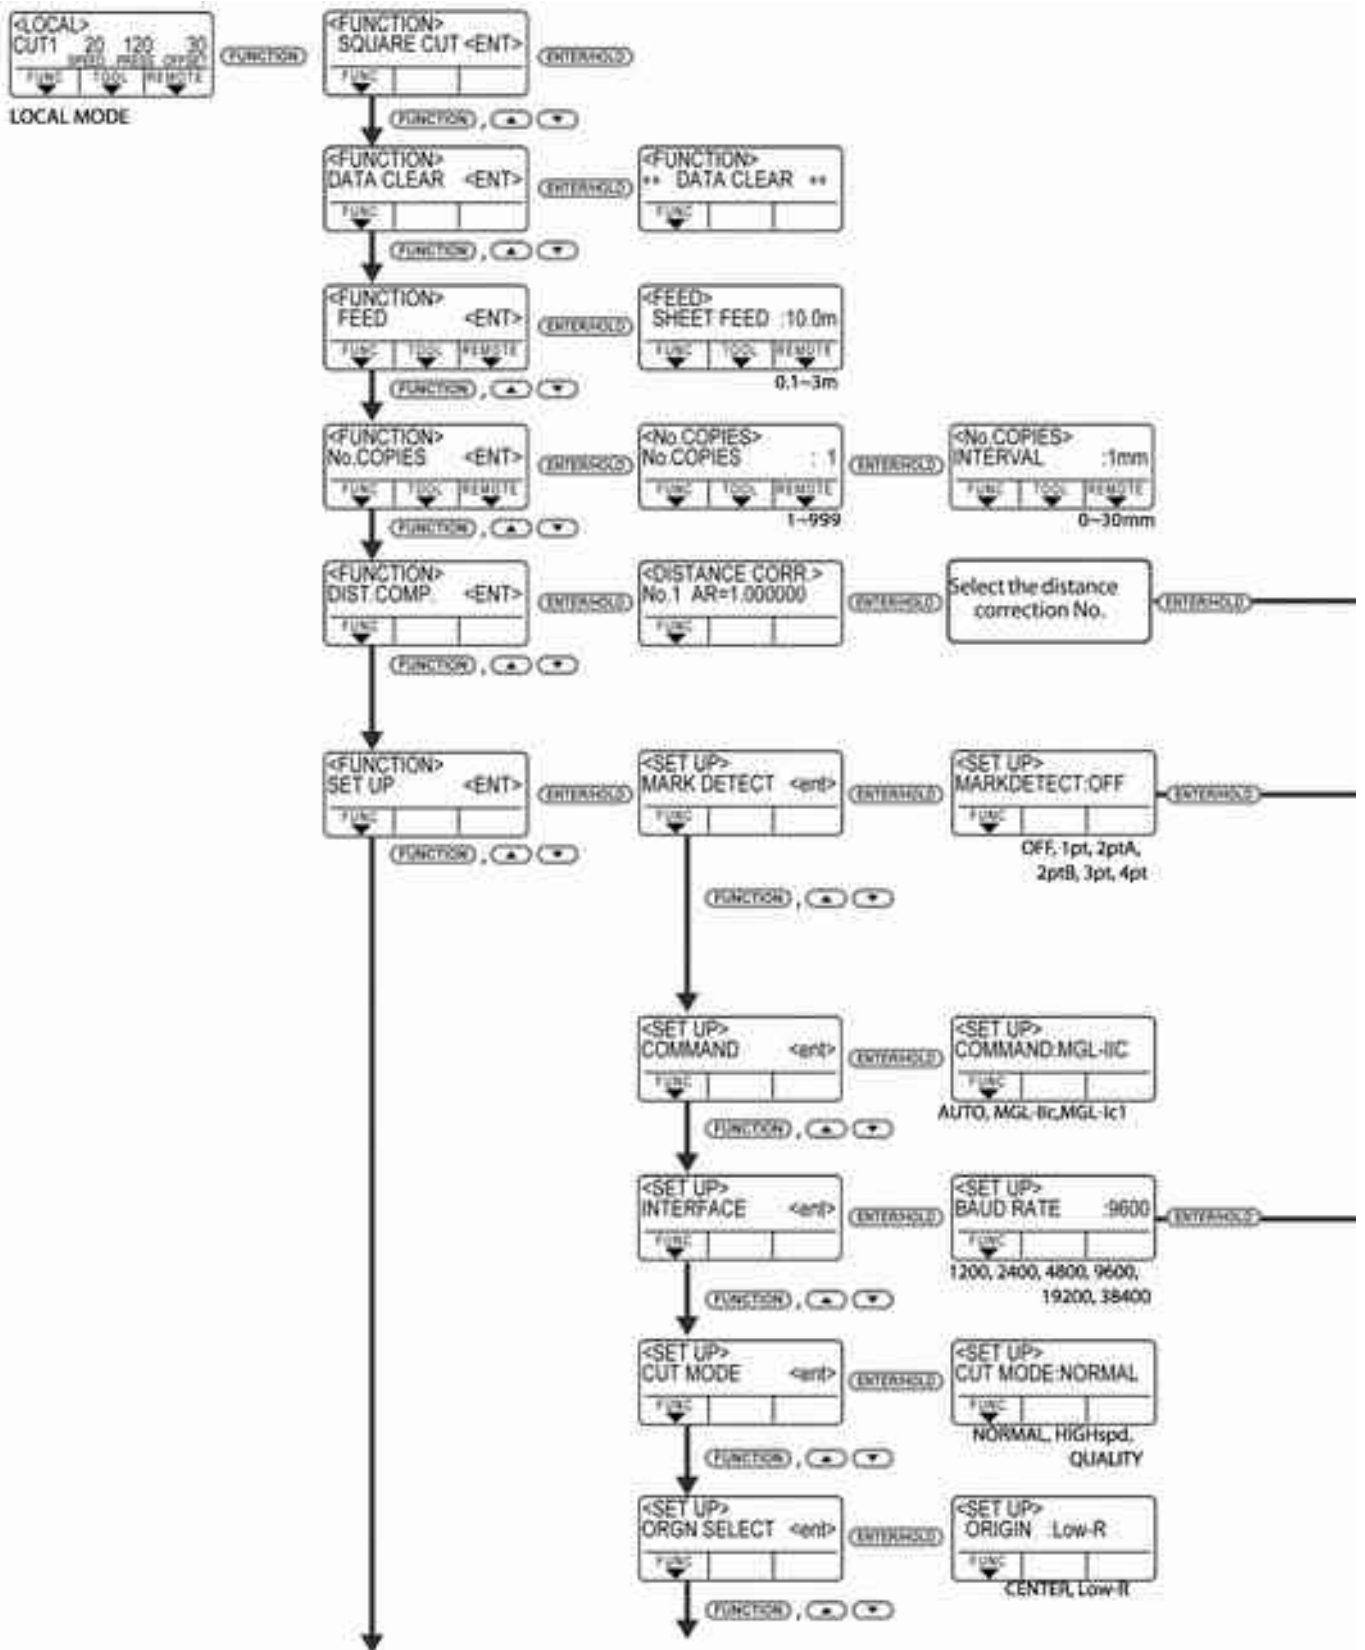 <LOCAL>
CUT1 20 120 30
SPEED PRESS OFFSET
FUNC TOOL REMOTE
LOCAL MODE
FUNCTION
<FUNCTION>
SQUARE CUT <ENT>
FUNC
ENTER/HOLD
FUNCTION ,
<FUNCTION>
DATA CLEAR <ENT>
FUNC
ENTER/HOLD
<FUNCTION>
** DATA CLEAR **
FUNC
FUNCTION ,
<FUNCTION>
FEED <ENT>
FUNC TOOL REMOTE
ENTER/HOLD
<FEED>
SHEET FEED :10.0m
FUNC TOOL REMOTE
0.1~3m
FUNCTION ,
<FUNCTION>
No.COPIES <ENT>
FUNC TOOL REMOTE
ENTER/HOLD
<No.COPIES>
No.COPIES : 1
FUNC TOOL REMOTE
1~999
ENTER/HOLD
<No.COPIES>
INTERVAL :1mm
FUNC TOOL REMOTE
0~30mm
FUNCTION ,
<FUNCTION>
DIST.COMP. <ENT>
FUNC
ENTER/HOLD
<DISTANCE CORR.>
No.1 AR=1.000000
FUNC
ENTER/HOLD
Select the distance
correction No.
ENTER/HOLD
FUNCTION ,
<FUNCTION>
SET UP <ENT>
FUNC
ENTER/HOLD
<SET UP>
MARK DETECT <ent>
FUNC
ENTER/HOLD
<SET UP>
MARKDETECT:OFF
FUNC
OFF, 1pt, 2ptA,
2ptB, 3pt, 4pt
ENTER/HOLD
FUNCTION ,
FUNCTION ,
<SET UP>
COMMAND <ent>
FUNC
ENTER/HOLD
<SET UP>
COMMAND:MGL-IIC
FUNC
AUTO, MGL-IIc,MGL-Ic1
FUNCTION ,
<SET UP>
INTERFACE <ent>
FUNC
ENTER/HOLD
<SET UP>
BAUD RATE :9600
FUNC
1200, 2400, 4800, 9600,
19200, 38400
ENTER/HOLD
FUNCTION ,
<SET UP>
CUT MODE <ent>
FUNC
ENTER/HOLD
<SET UP>
CUT MODE:NORMAL
FUNC
NORMAL, HIGHspd,
QUALITY
FUNCTION ,
<SET UP>
ORGN SELECT <ent>
FUNC
ENTER/HOLD
<SET UP>
ORIGIN :Low-R
FUNC
CENTER, Low-R
FUNCTION ,